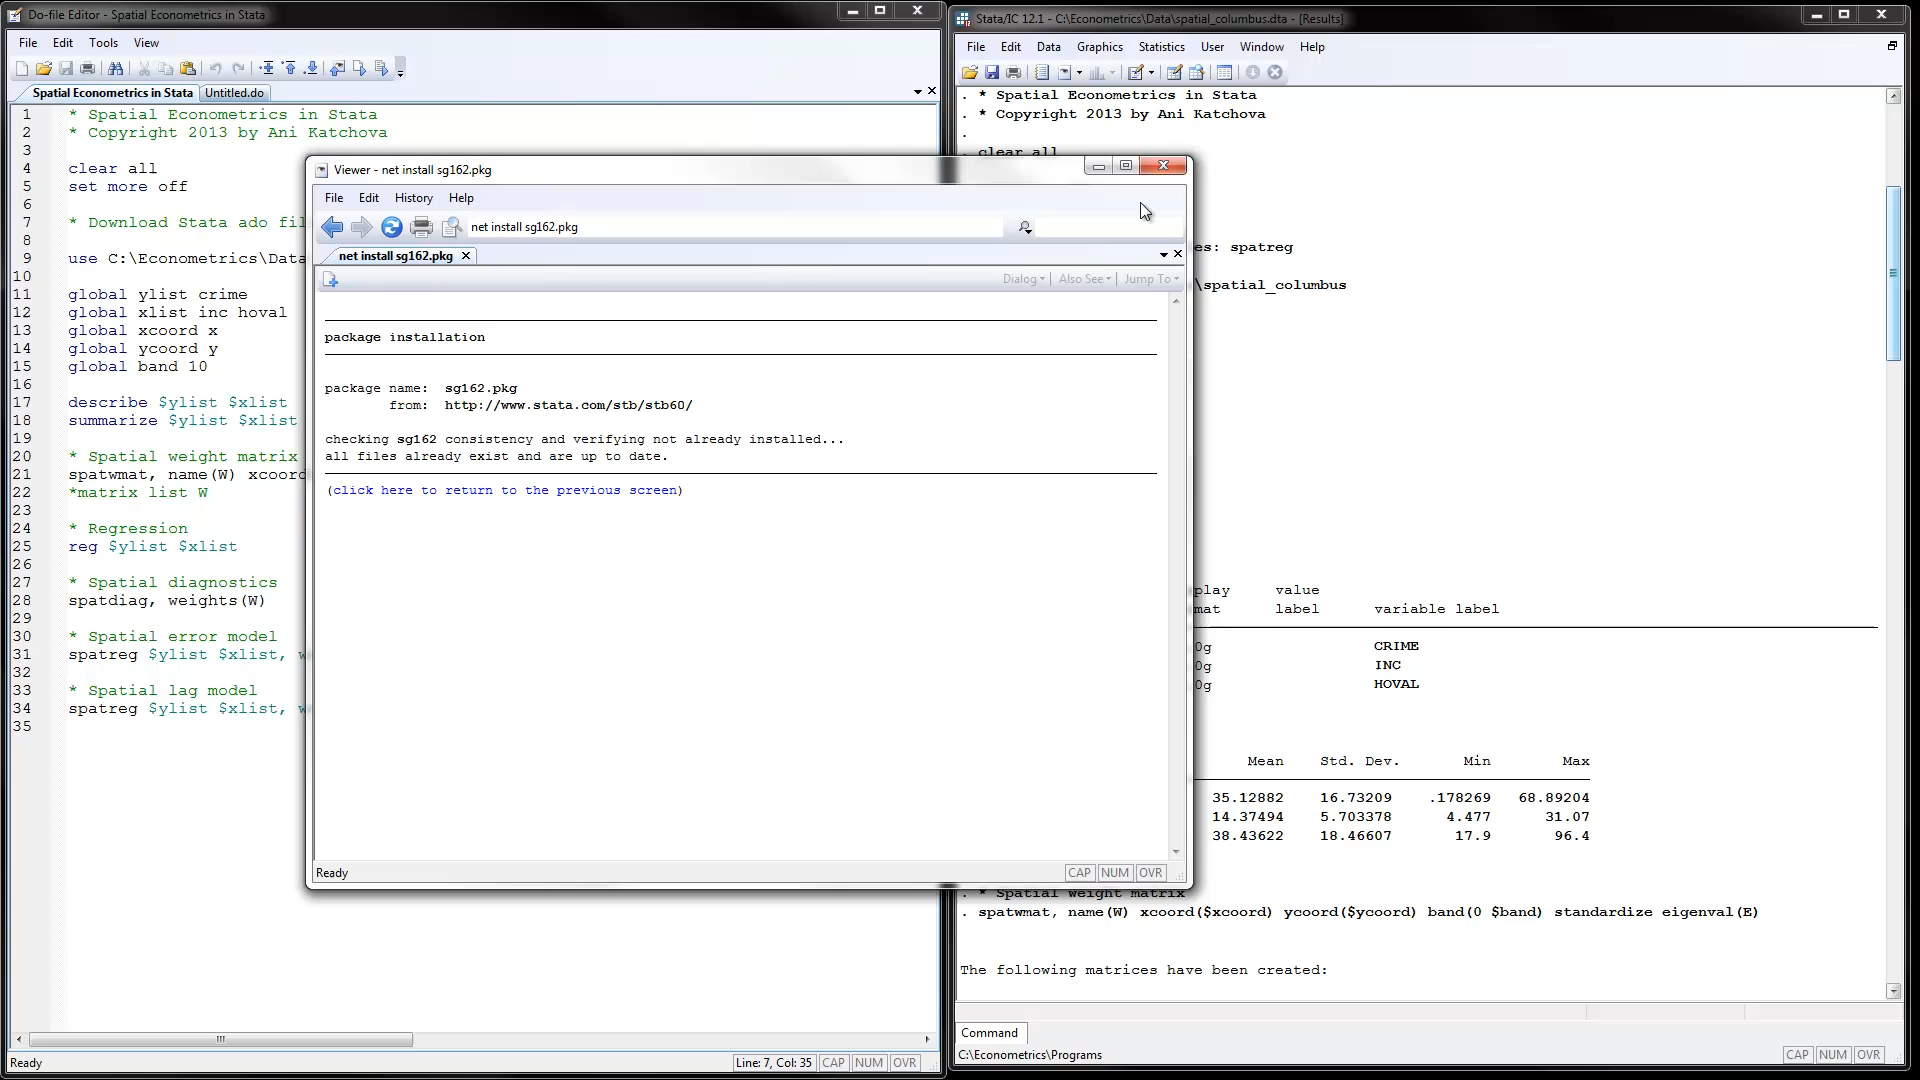 Do-file Editor - Spatial Econometrics in Stata
File Edit Tools View
Spatial Econometrics in Stata Untitled.do
1 * Spatial Econometrics in Stata
2 * Copyright 2013 by Ani Katchova
3
4 clear all
5 set more off
6
7 * Download Stata ado fil
8
9 use C:\Econometrics\Data
10
11 global ylist crime
12 global xlist inc hoval
13 global xcoord x
14 global ycoord y
15 global band 10
16
17 describe $ylist $xlist
18 summarize $ylist $xlist
19
20 * Spatial weight matrix
21 spatwmat, name(W) xcoord
22 *matrix list W
23
24 * Regression
25 reg $ylist $xlist
26
27 * Spatial diagnostics
28 spatdiag, weights(W)
29
30 * Spatial error model
31 spatreg $ylist $xlist, w
32
33 * Spatial lag model
34 spatreg $ylist $xlist, w
35
Ready
Line: 7, Col: 35 CAP NUM OVR
Viewer - net install sg162.pkg
File Edit History Help
net install sg162.pkg
net install sg162.pkg
Dialog Also See Jump To
package installation
package name: sg162.pkg
from: http://www.stata.com/stb/stb60/
checking sg162 consistency and verifying not already installed...
all files already exist and are up to date.
(click here to return to the previous screen)
Ready CAP NUM OVR
Stata/IC 12.1 - C:\Econometrics\Data\spatial_columbus.dta - [Results]
File Edit Data Graphics Statistics User Window Help
. * Spatial Econometrics in Stata
. * Copyright 2013 by Ani Katchova
.
clear all
es: spatreg
\spatial_columbus
play value
mat label variable label
0g CRIME
0g INC
0g HOVAL
Mean Std. Dev. Min Max
35.12882 16.73209 .178269 68.89204
14.37494 5.703378 4.477 31.07
38.43622 18.46607 17.9 96.4
. * Spatial weight matrix
. spatwmat, name(W) xcoord($xcoord) ycoord($ycoord) band(0 $band) standardize eigenval(E)
The following matrices have been created:
Command
C:\Econometrics\Programs
CAP NUM OVR